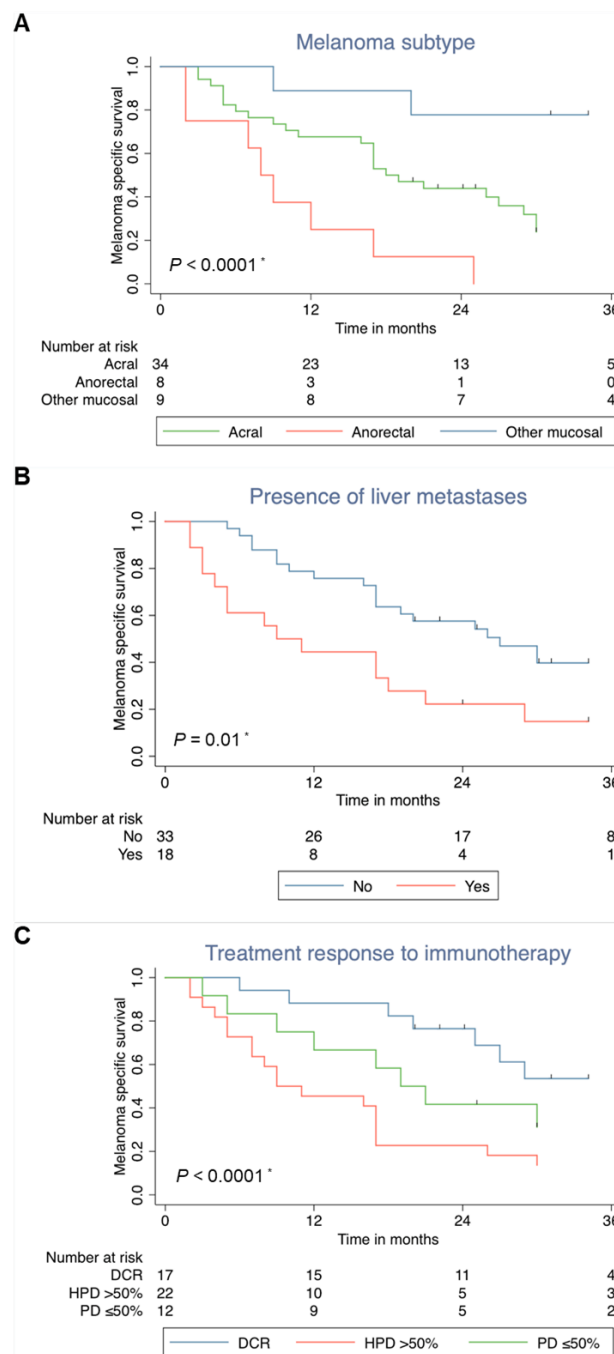 A
Melanoma subtype
Melanoma specific survival
1.0
0.8
0.6
0.4
0.2
0.0
P < 0.0001 *
0 12 24 36
Time in months
Number at risk
Acral 34 23 13 5
Anorectal 8 3 1 0
Other mucosal 9 8 7 4
Acral Anorectal Other mucosal
B
Presence of liver metastases
Melanoma specific survival
1.0
0.8
0.6
0.4
0.2
0.0
P = 0.01 *
0 12 24 36
Time in months
Number at risk
No 33 26 17 8
Yes 18 8 4 1
No Yes
C
Treatment response to immunotherapy
Melanoma specific survival
1.0
0.8
0.6
0.4
0.2
0.0
P < 0.0001 *
0 12 24 36
Time in months
Number at risk
DCR 17 15 11 4
HPD >50% 22 10 5 3
PD ≤50% 12 9 5 2
DCR HPD >50% PD ≤50%